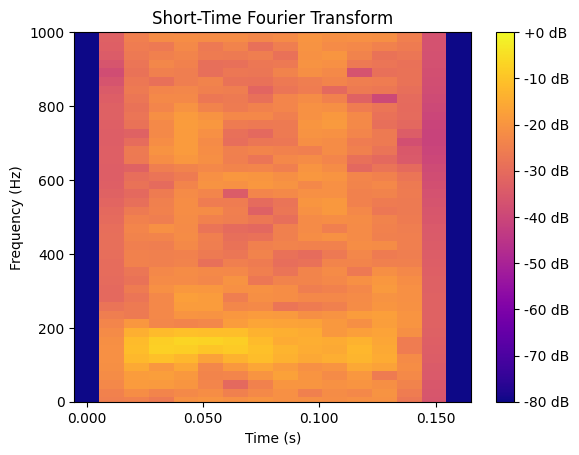 Short-Time Fourier Transform
Frequency (Hz)
1000
800
600
400
200
0
0.000 0.050 0.100 0.150
Time (s)
+0 dB
-10 dB
-20 dB
-30 dB
-40 dB
-50 dB
-60 dB
-70 dB
-80 dB